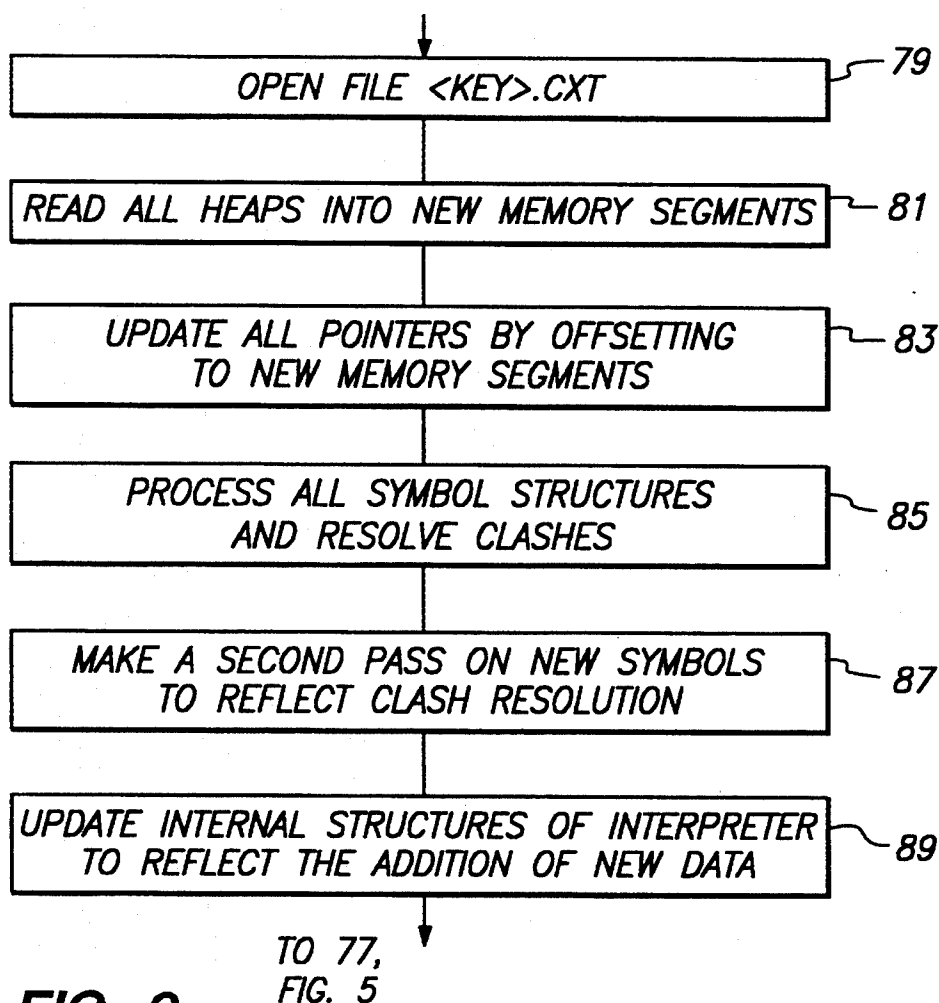 OPEN FILE <KEY>.CXT
79
READ ALL HEAPS INTO NEW MEMORY SEGMENTS
81
UPDATE ALL POINTERS BY OFFSETTING
TO NEW MEMORY SEGMENTS
83
PROCESS ALL SYMBOL STRUCTURES
AND RESOLVE CLASHES
85
MAKE A SECOND PASS ON NEW SYMBOLS
TO REFLECT CLASH RESOLUTION
87
UPDATE INTERNAL STRUCTURES OF INTERPRETER
TO REFLECT THE ADDITION OF NEW DATA
89
TO 77,
FIG. 5
FIG.